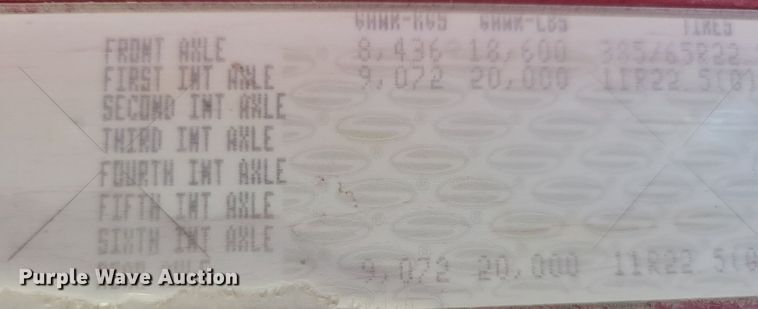 GAWR-KGS GAWR-LBS TIRES
FRONT AXLE 8,436 18,600 385/65R22.
FIRST INT AXLE 9,072 20,000 11R22.5(G)
SECOND INT AXLE
THIRD INT AXLE
FOURTH INT AXLE
FIFTH INT AXLE
SIXTH INT AXLE
AXLE 9,072 20,000 11R22.5(G
Purple Wave Auction